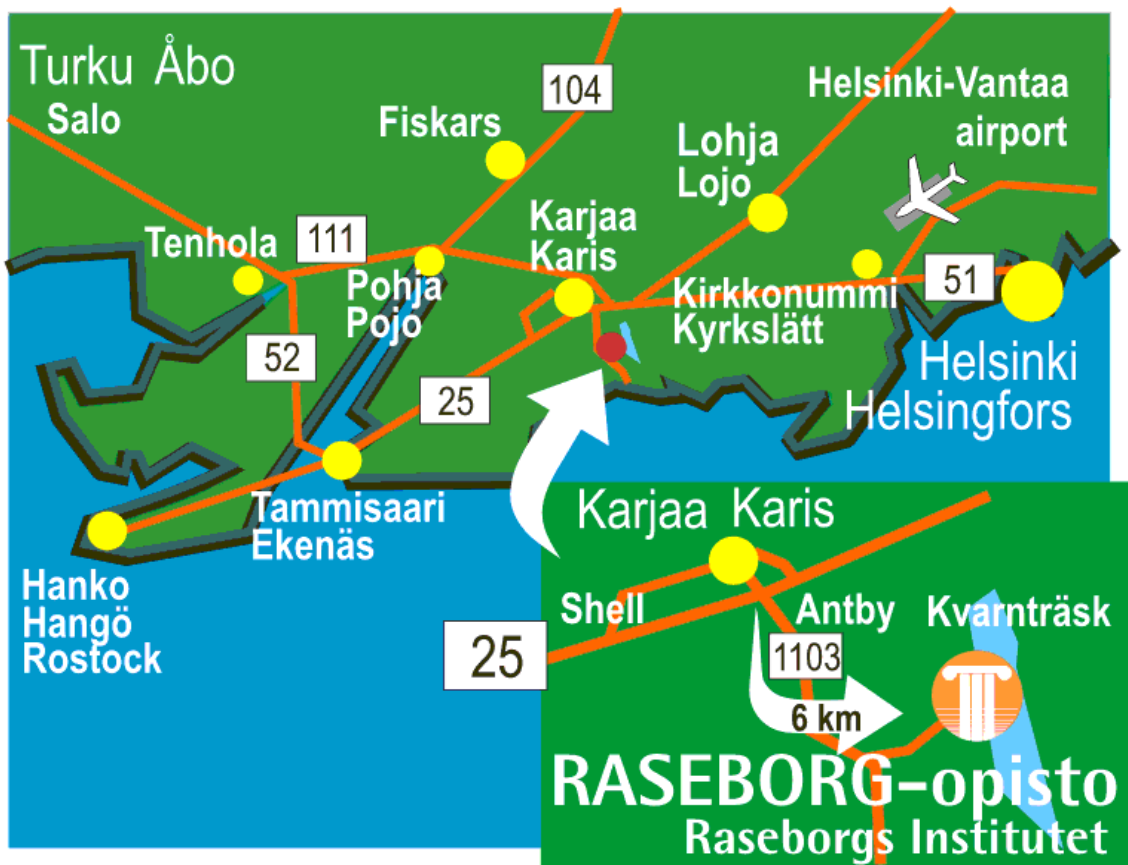 Turku Åbo
Salo
104
Fiskars
Helsinki-Vantaa
airport
Lohja
Lojo
Tenhola
111
Karjaa
Karis
Pohja
Pojo
Kirkkonummi
Kyrkslätt
51
52
25
Helsinki
Helsingfors
Tammisaari
Ekenäs
Hanko
Hangö
Rostock
Karjaa Karis
Shell
Antby
Kvarnträsk
25
1103
6 km
RASEBORG-opisto
Raseborgs Institutet